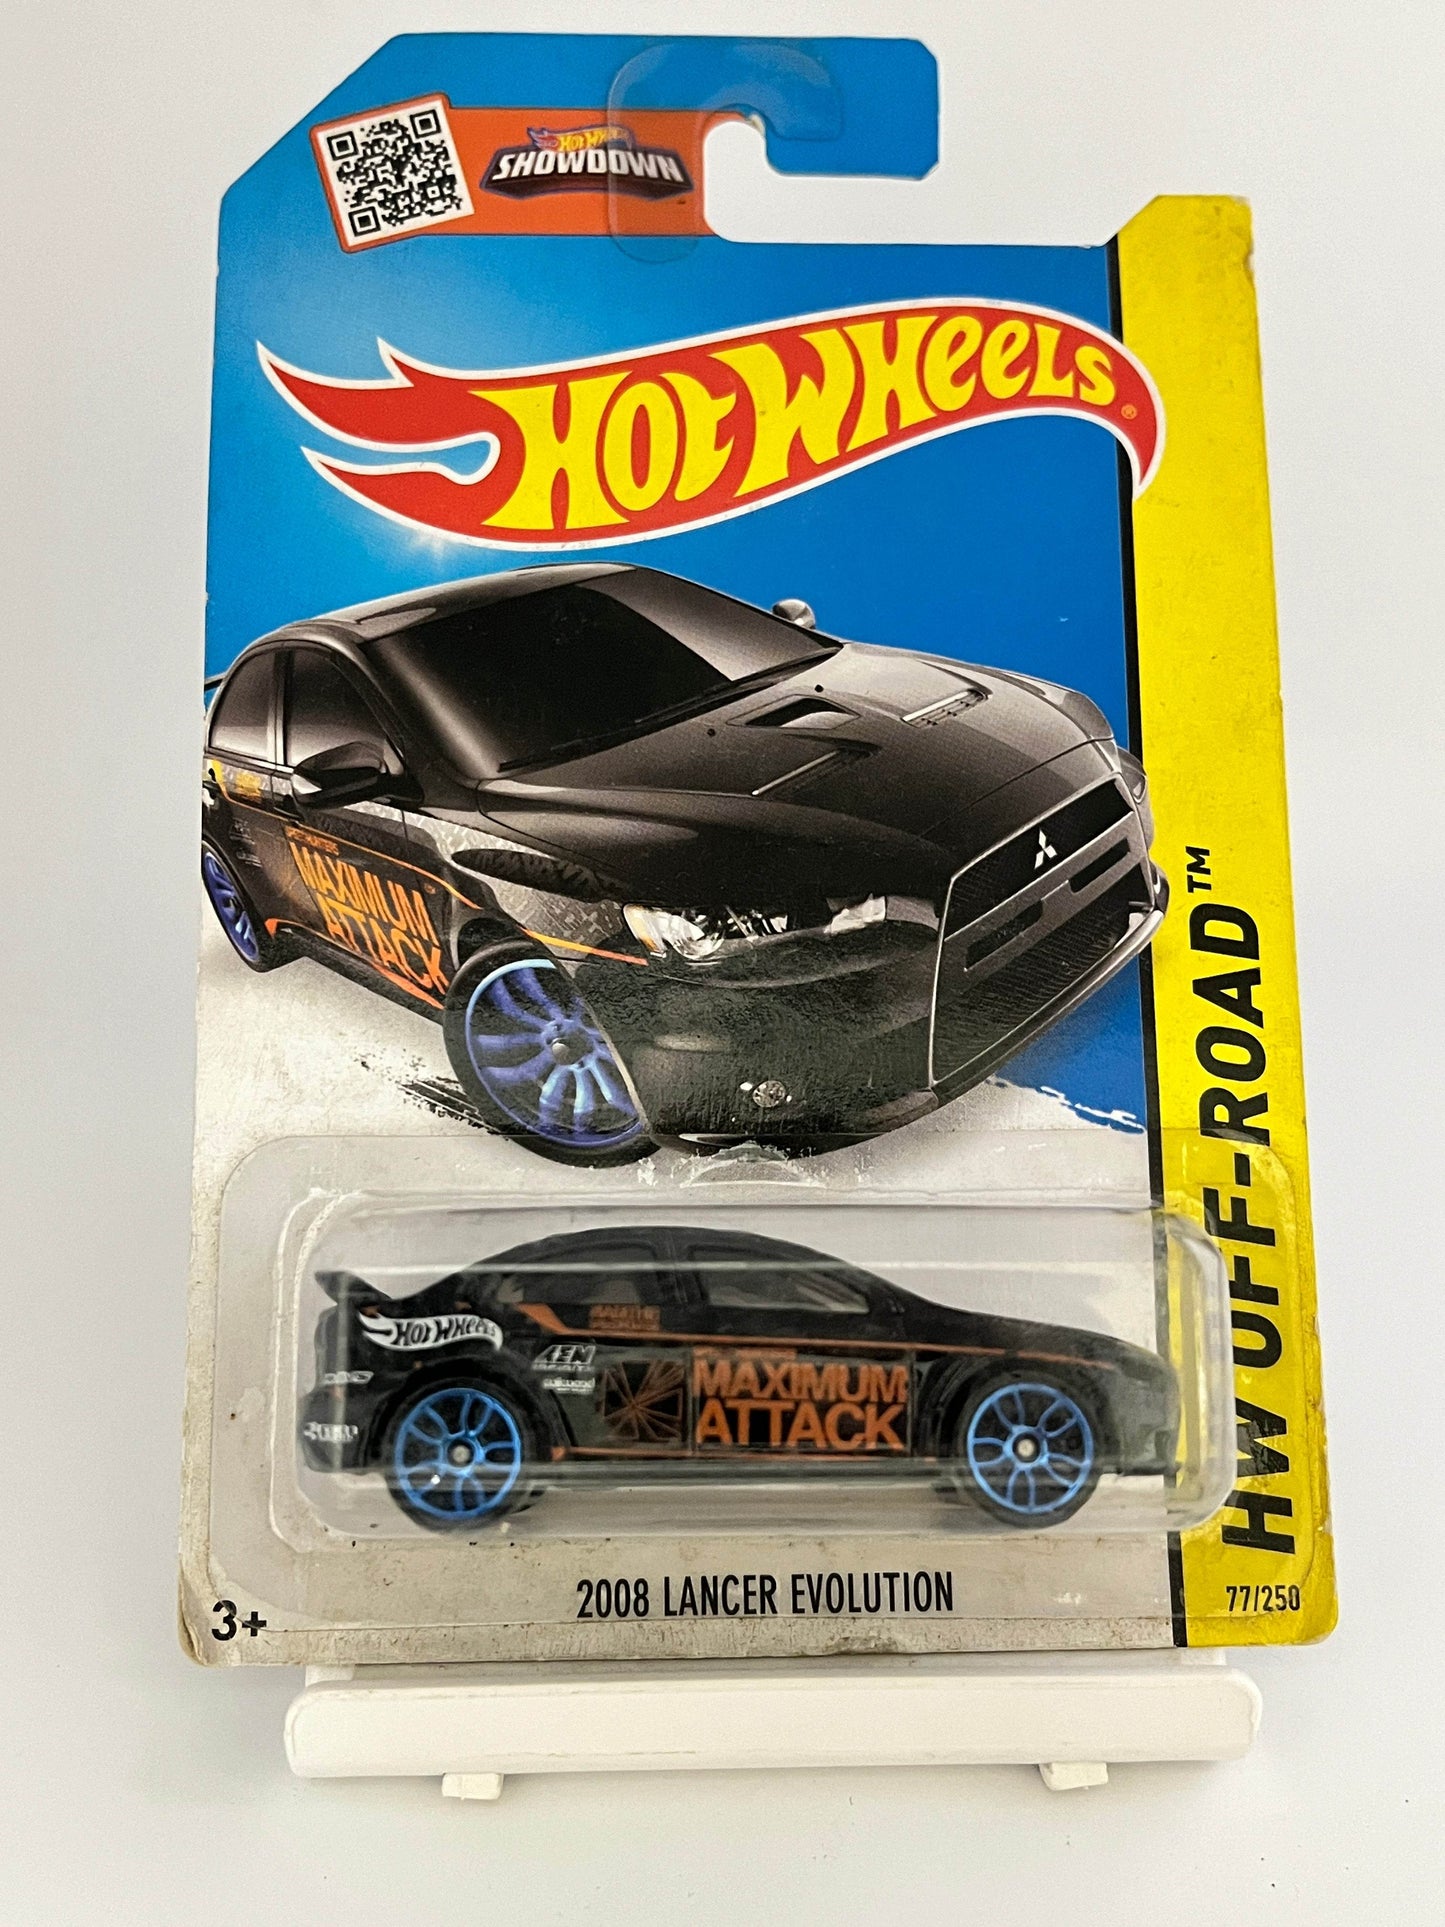 HOT WHEELS
SHOWDOWN
HOT WHEELS®
MAXIMUM
ATTACK
HW OFF-ROAD™
HOT WHEELS
AEM
MAXIMUM
ATTACK
2008 LANCER EVOLUTION
77/250
3+